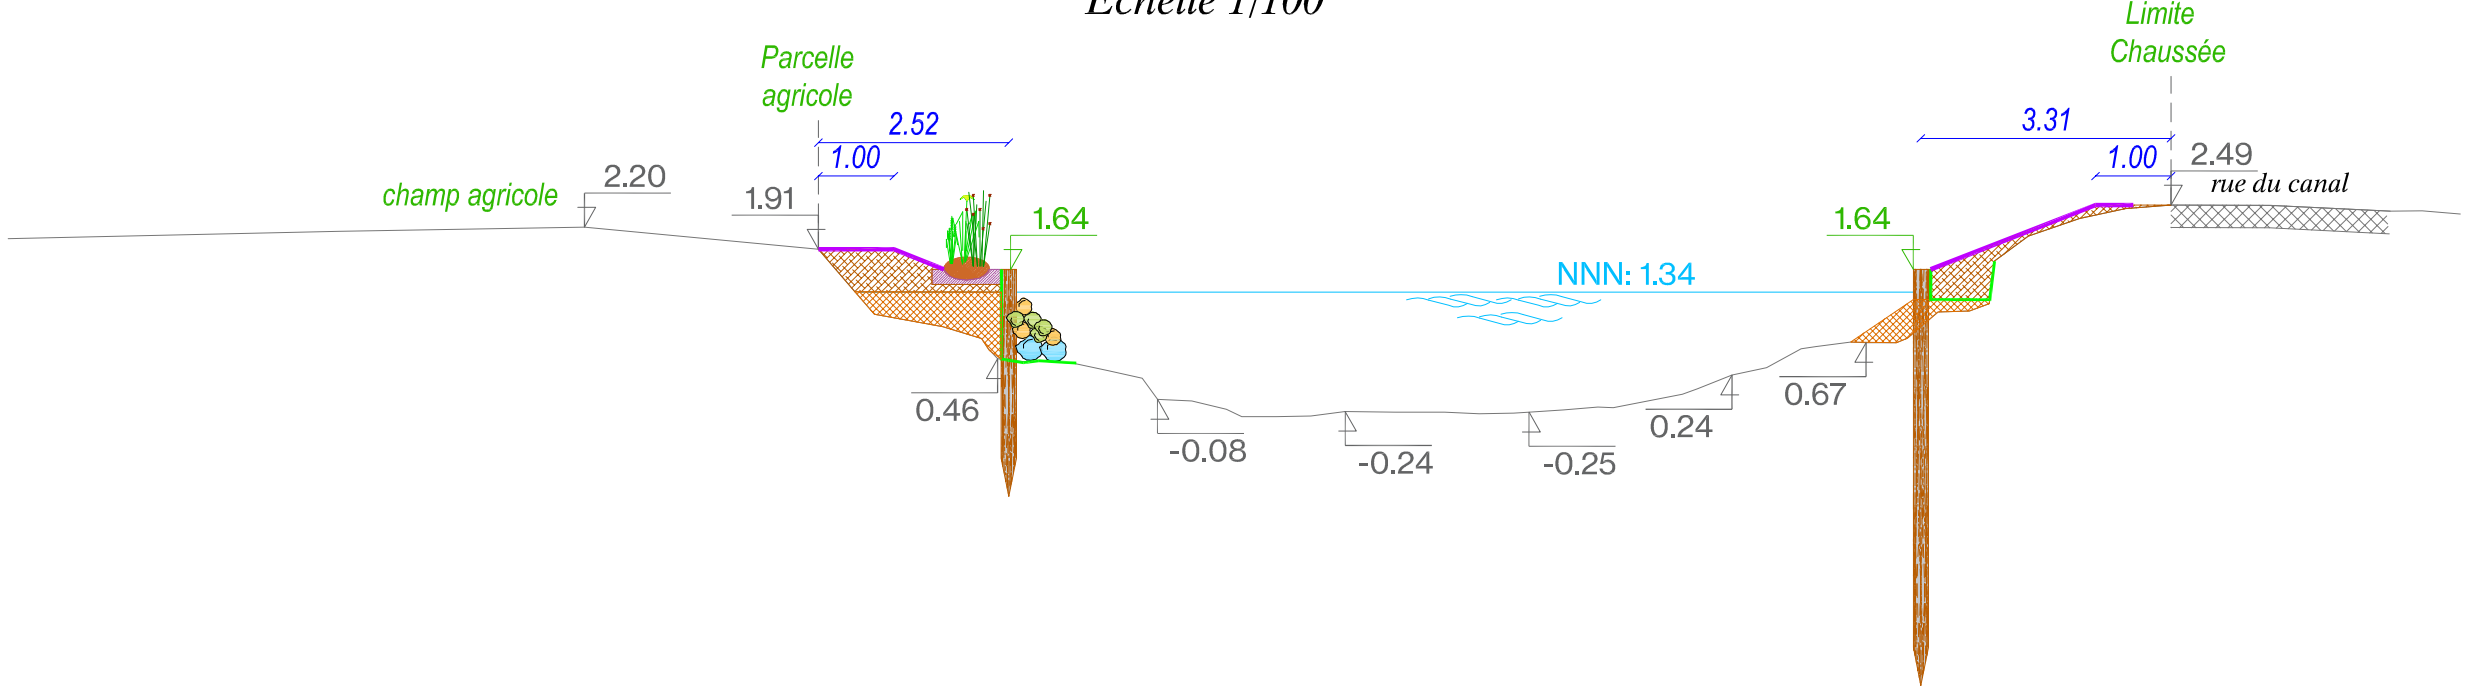 Echelle 1/100
Limite
Chaussée
Parcelle
agricole
2.52
3.31
1.00
1.00
2.49
rue du canal
champ agricole
2.20
1.91
1.64
1.64
NNN: 1.34
0.46
0.67
0.24
-0.08
-0.24
-0.25